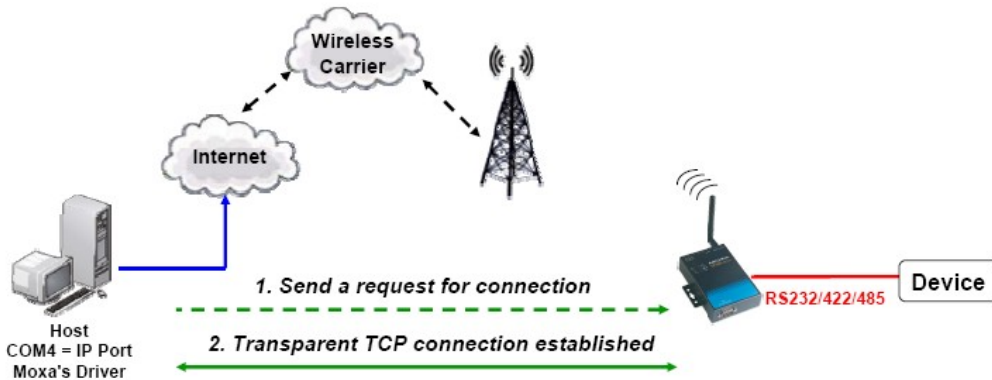 Wireless
Carrier
Internet
1. Send a request for connection
RS232/422/485
Device
Host
COM4 = IP Port
Moxa's Driver
2. Transparent TCP connection established